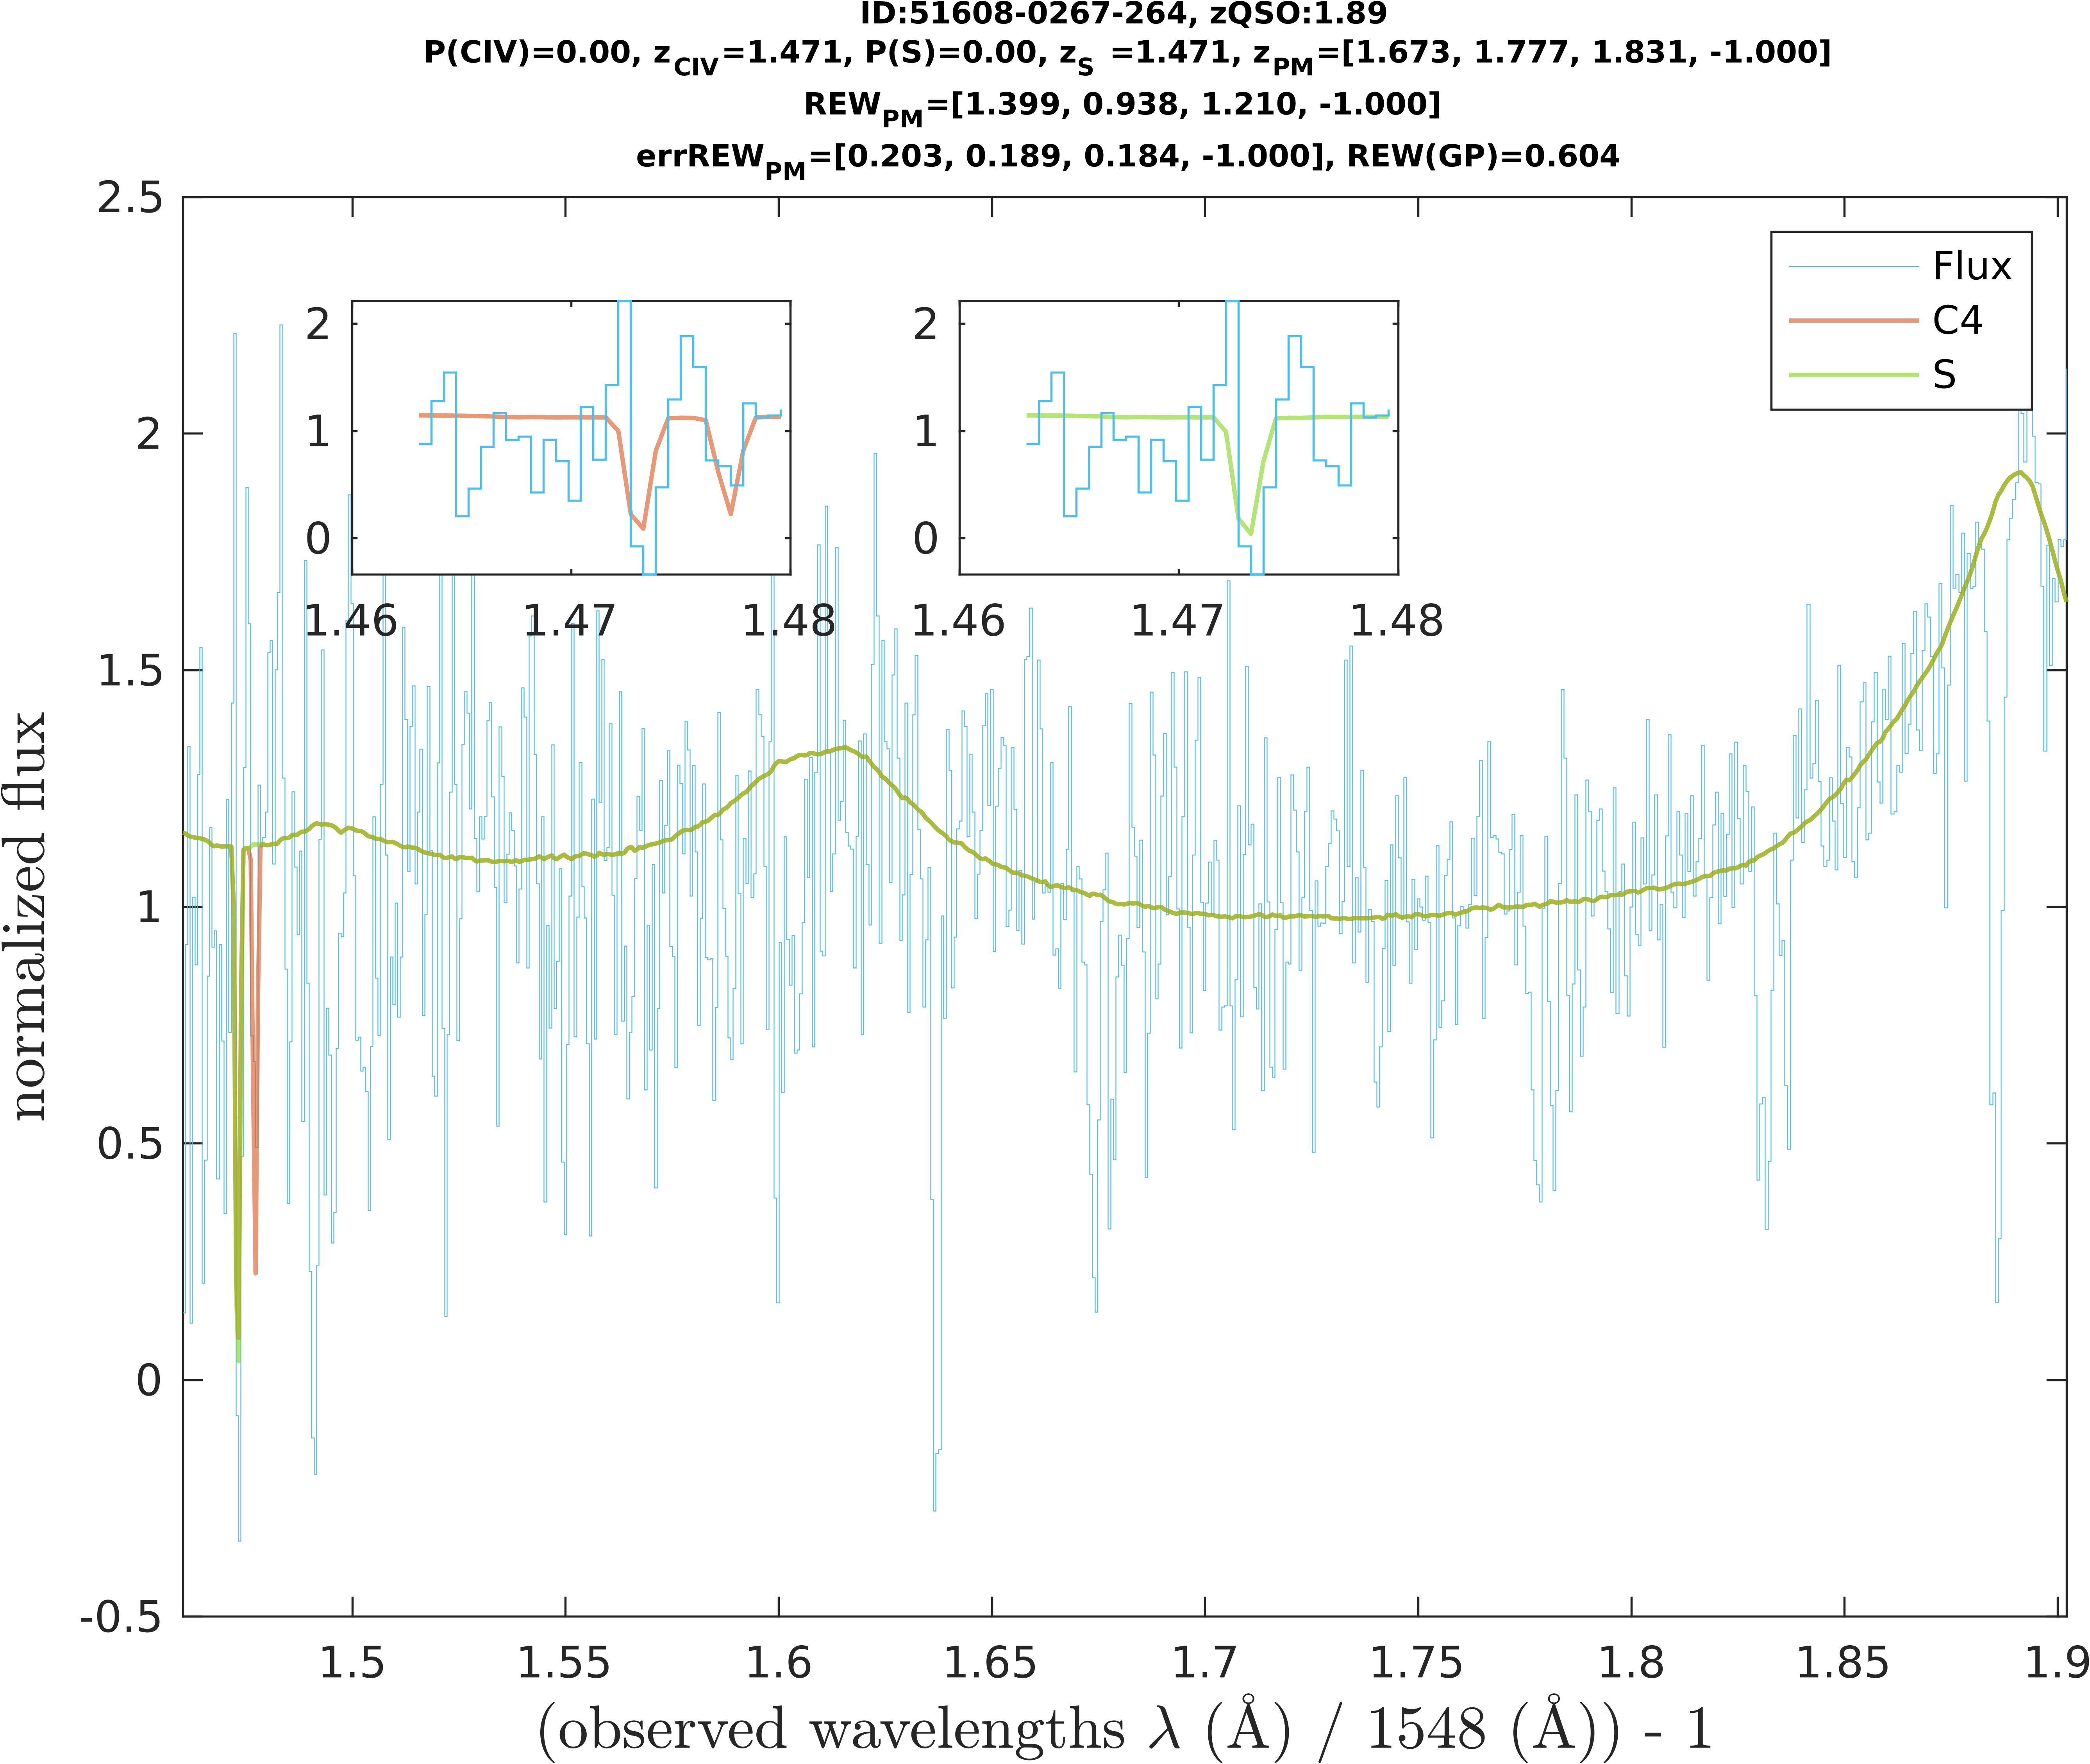 ID:51608-0267-264, zQSO:1.89
P(CIV)=0.00, zCIV=1.471, P(S)=0.00, zS =1.471, zPM=[1.673, 1.777, 1.831, -1.000]
REWPM=[1.399, 0.938, 1.210, -1.000]
errREWPM=[0.203, 0.189, 0.184, -1.000], REW(GP)=0.604
2.5
2
1.5
1
0.5
0
-0.5
normalized flux
Flux
C4
S
2
1
0
1.46 1.47 1.48
2
1
0
1.46 1.47 1.48
1.5 1.55 1.6 1.65 1.7 1.75 1.8 1.85 1.9
(observed wavelengths λ (Å) / 1548 (Å)) - 1